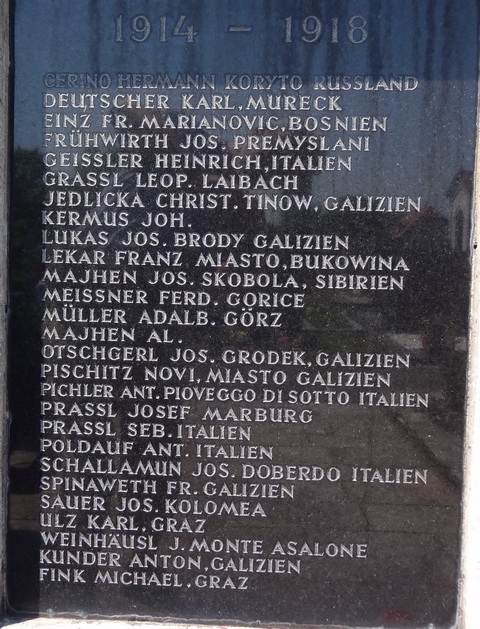 1914 – 1918
CERINO HERMANN KORYTO RUSSLAND
DEUTSCHER KARL, MURECK
EINZ FR. MARIANOVIC, BOSNIEN
FRÜHWIRTH JOS. PREMYSLANI
GEISSLER HEINRICH, ITALIEN
GRASSL LEOP. LAIBACH
JEDLICKA CHRIST. TINOW, GALIZIEN
KERMUS JOH.
LUKAS JOS. BRODY GALIZIEN
LEKAR FRANZ MIASTO, BUKOWINA
MAJHEN JOS. SKOBOLA, SIBIRIEN
MEISSNER FERD. GORICE
MÜLLER ADALB. GÖRZ
MAJHEN AL.
OTSCHGERL JOS. GRODEK, GALIZIEN
PISCHITZ NOVI, MIASTO GALIZIEN
PICHLER ANT. PIOVEGGO DI SOTTO ITALIEN
PRASSL JOSEF MARBURG
PRASSL SEB. ITALIEN
POLDAUF ANT. ITALIEN
SCHALLAMUN JOS. DOBERDO ITALIEN
SPINAWETH FR. GALIZIEN
SAUER JOS. KOLOMEA
ULZ KARL, GRAZ
WEINHÄUSL J. MONTE ASALONE
KUNDER ANTON, GALIZIEN
FINK MICHAEL, GRAZ